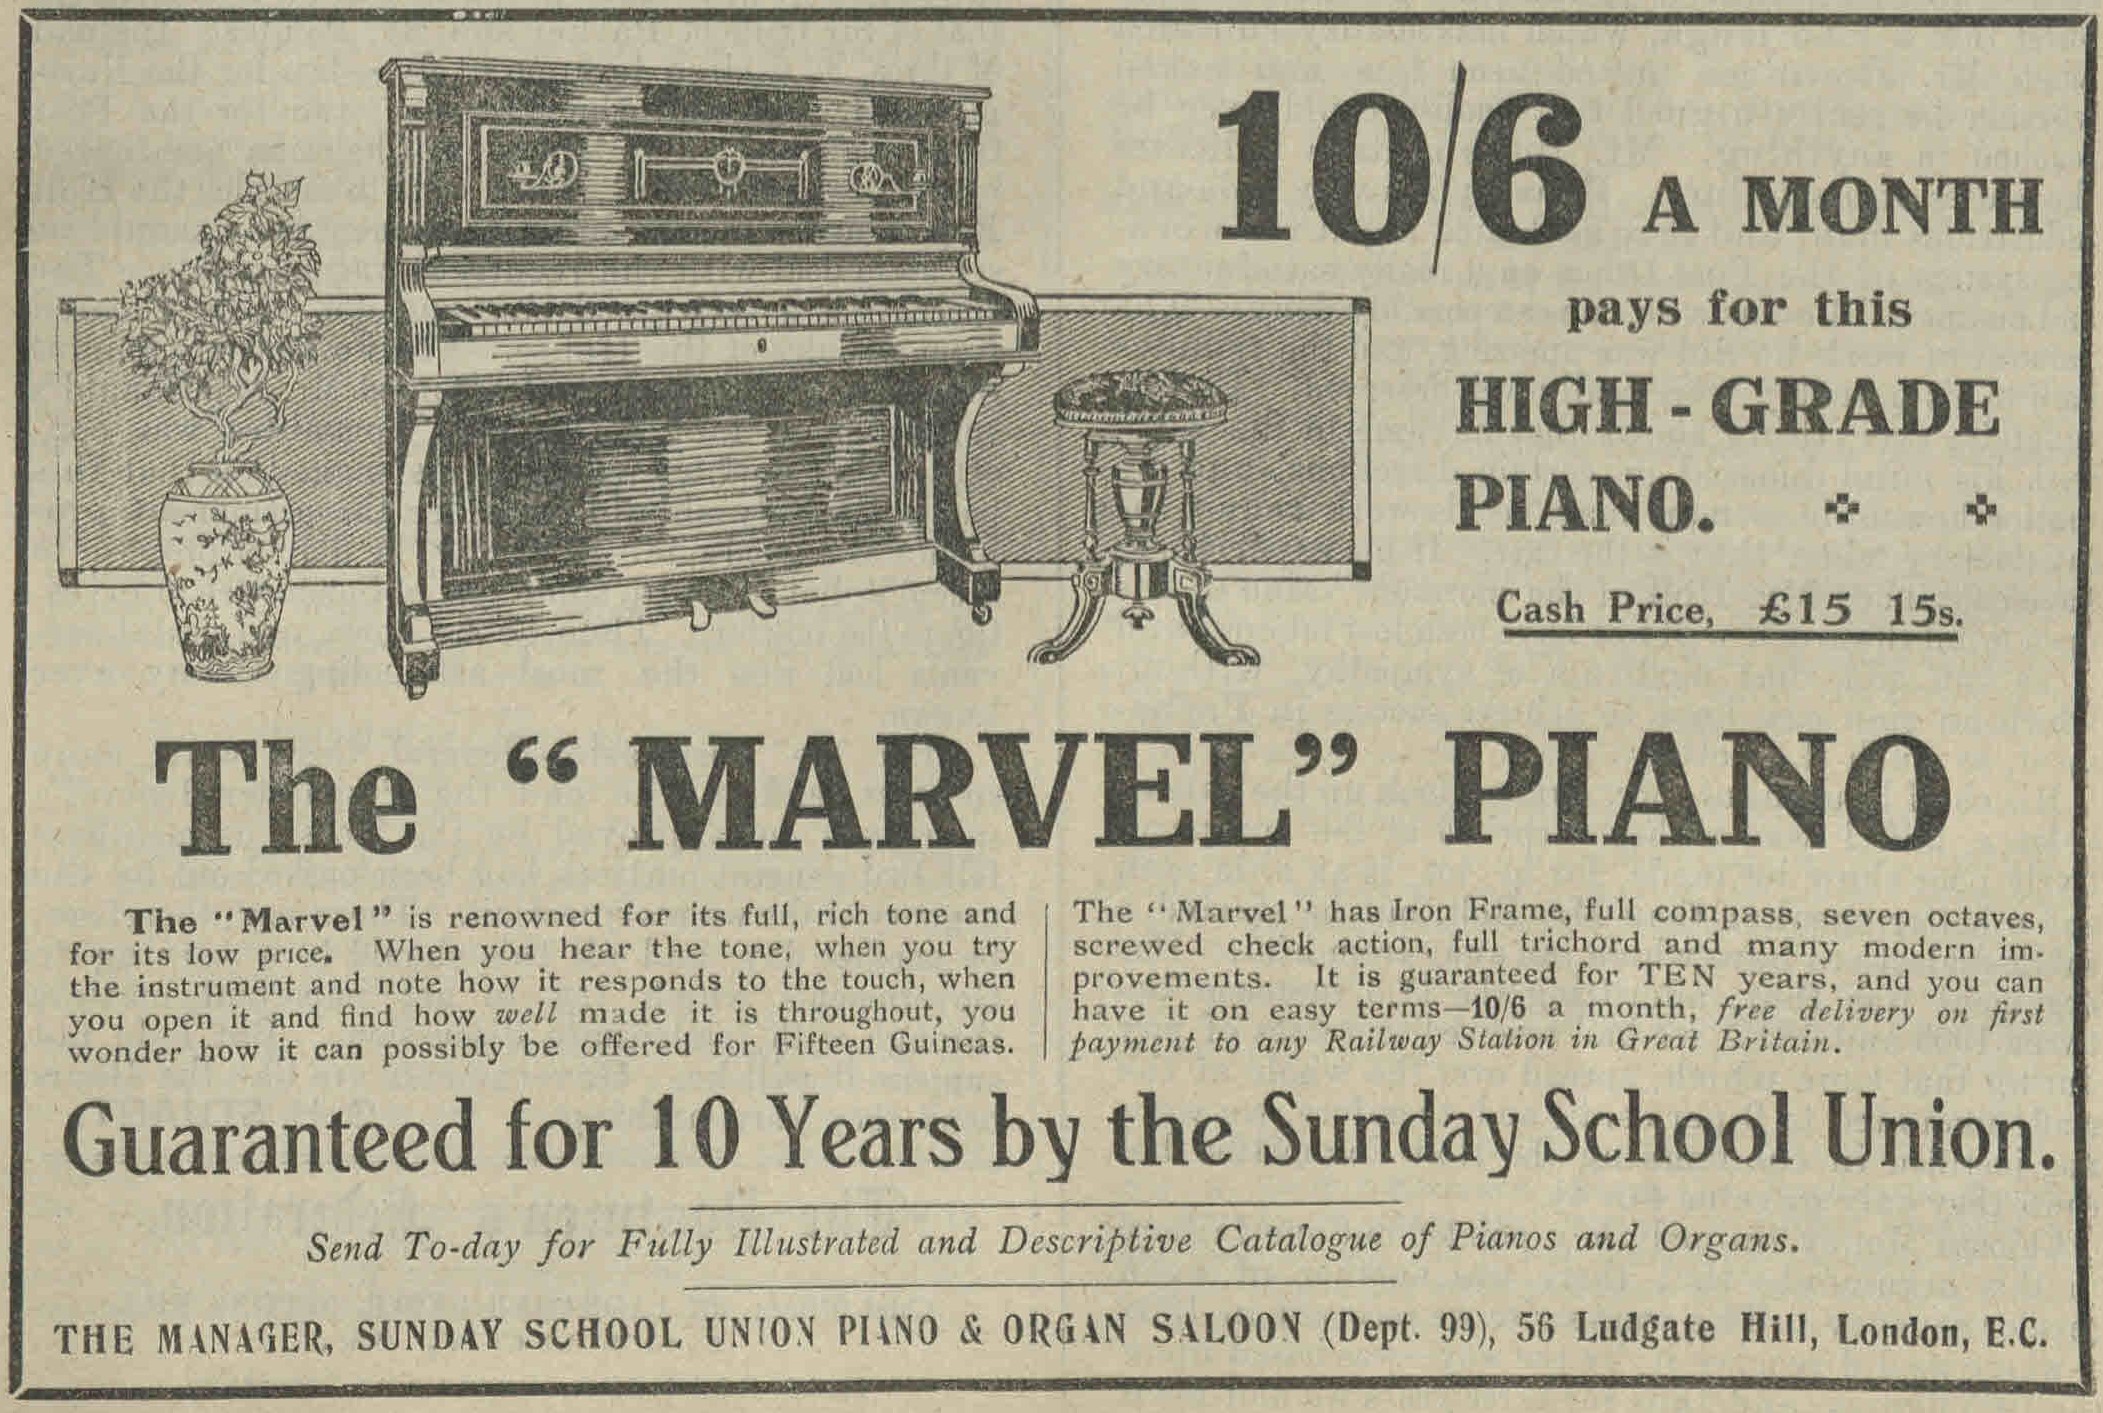 10/6 A MONTH
pays for this
HIGH-GRADE
PIANO.
Cash Price, £15 15s.
The “MARVEL” PIANO
The “Marvel” is renowned for its full, rich tone and
for its low price. When you hear the tone, when you try
the instrument and note how it responds to the touch, when
you open it and find how well made it is throughout, you
wonder how it can possibly be offered for Fifteen Guineas.
The “Marvel” has Iron Frame, full compass, seven octaves,
screwed check action, full trichord and many modern im-
provements. It is guaranteed for TEN years, and you can
have it on easy terms—10/6 a month, free delivery on first
payment to any Railway Station in Great Britain.
Guaranteed for 10 Years by the Sunday School Union.
Send To-day for Fully Illustrated and Descriptive Catalogue of Pianos and Organs.
THE MANAGER, SUNDAY SCHOOL UNION PIANO & ORGAN SALOON (Dept. 99), 56 Ludgate Hill, London, E.C.